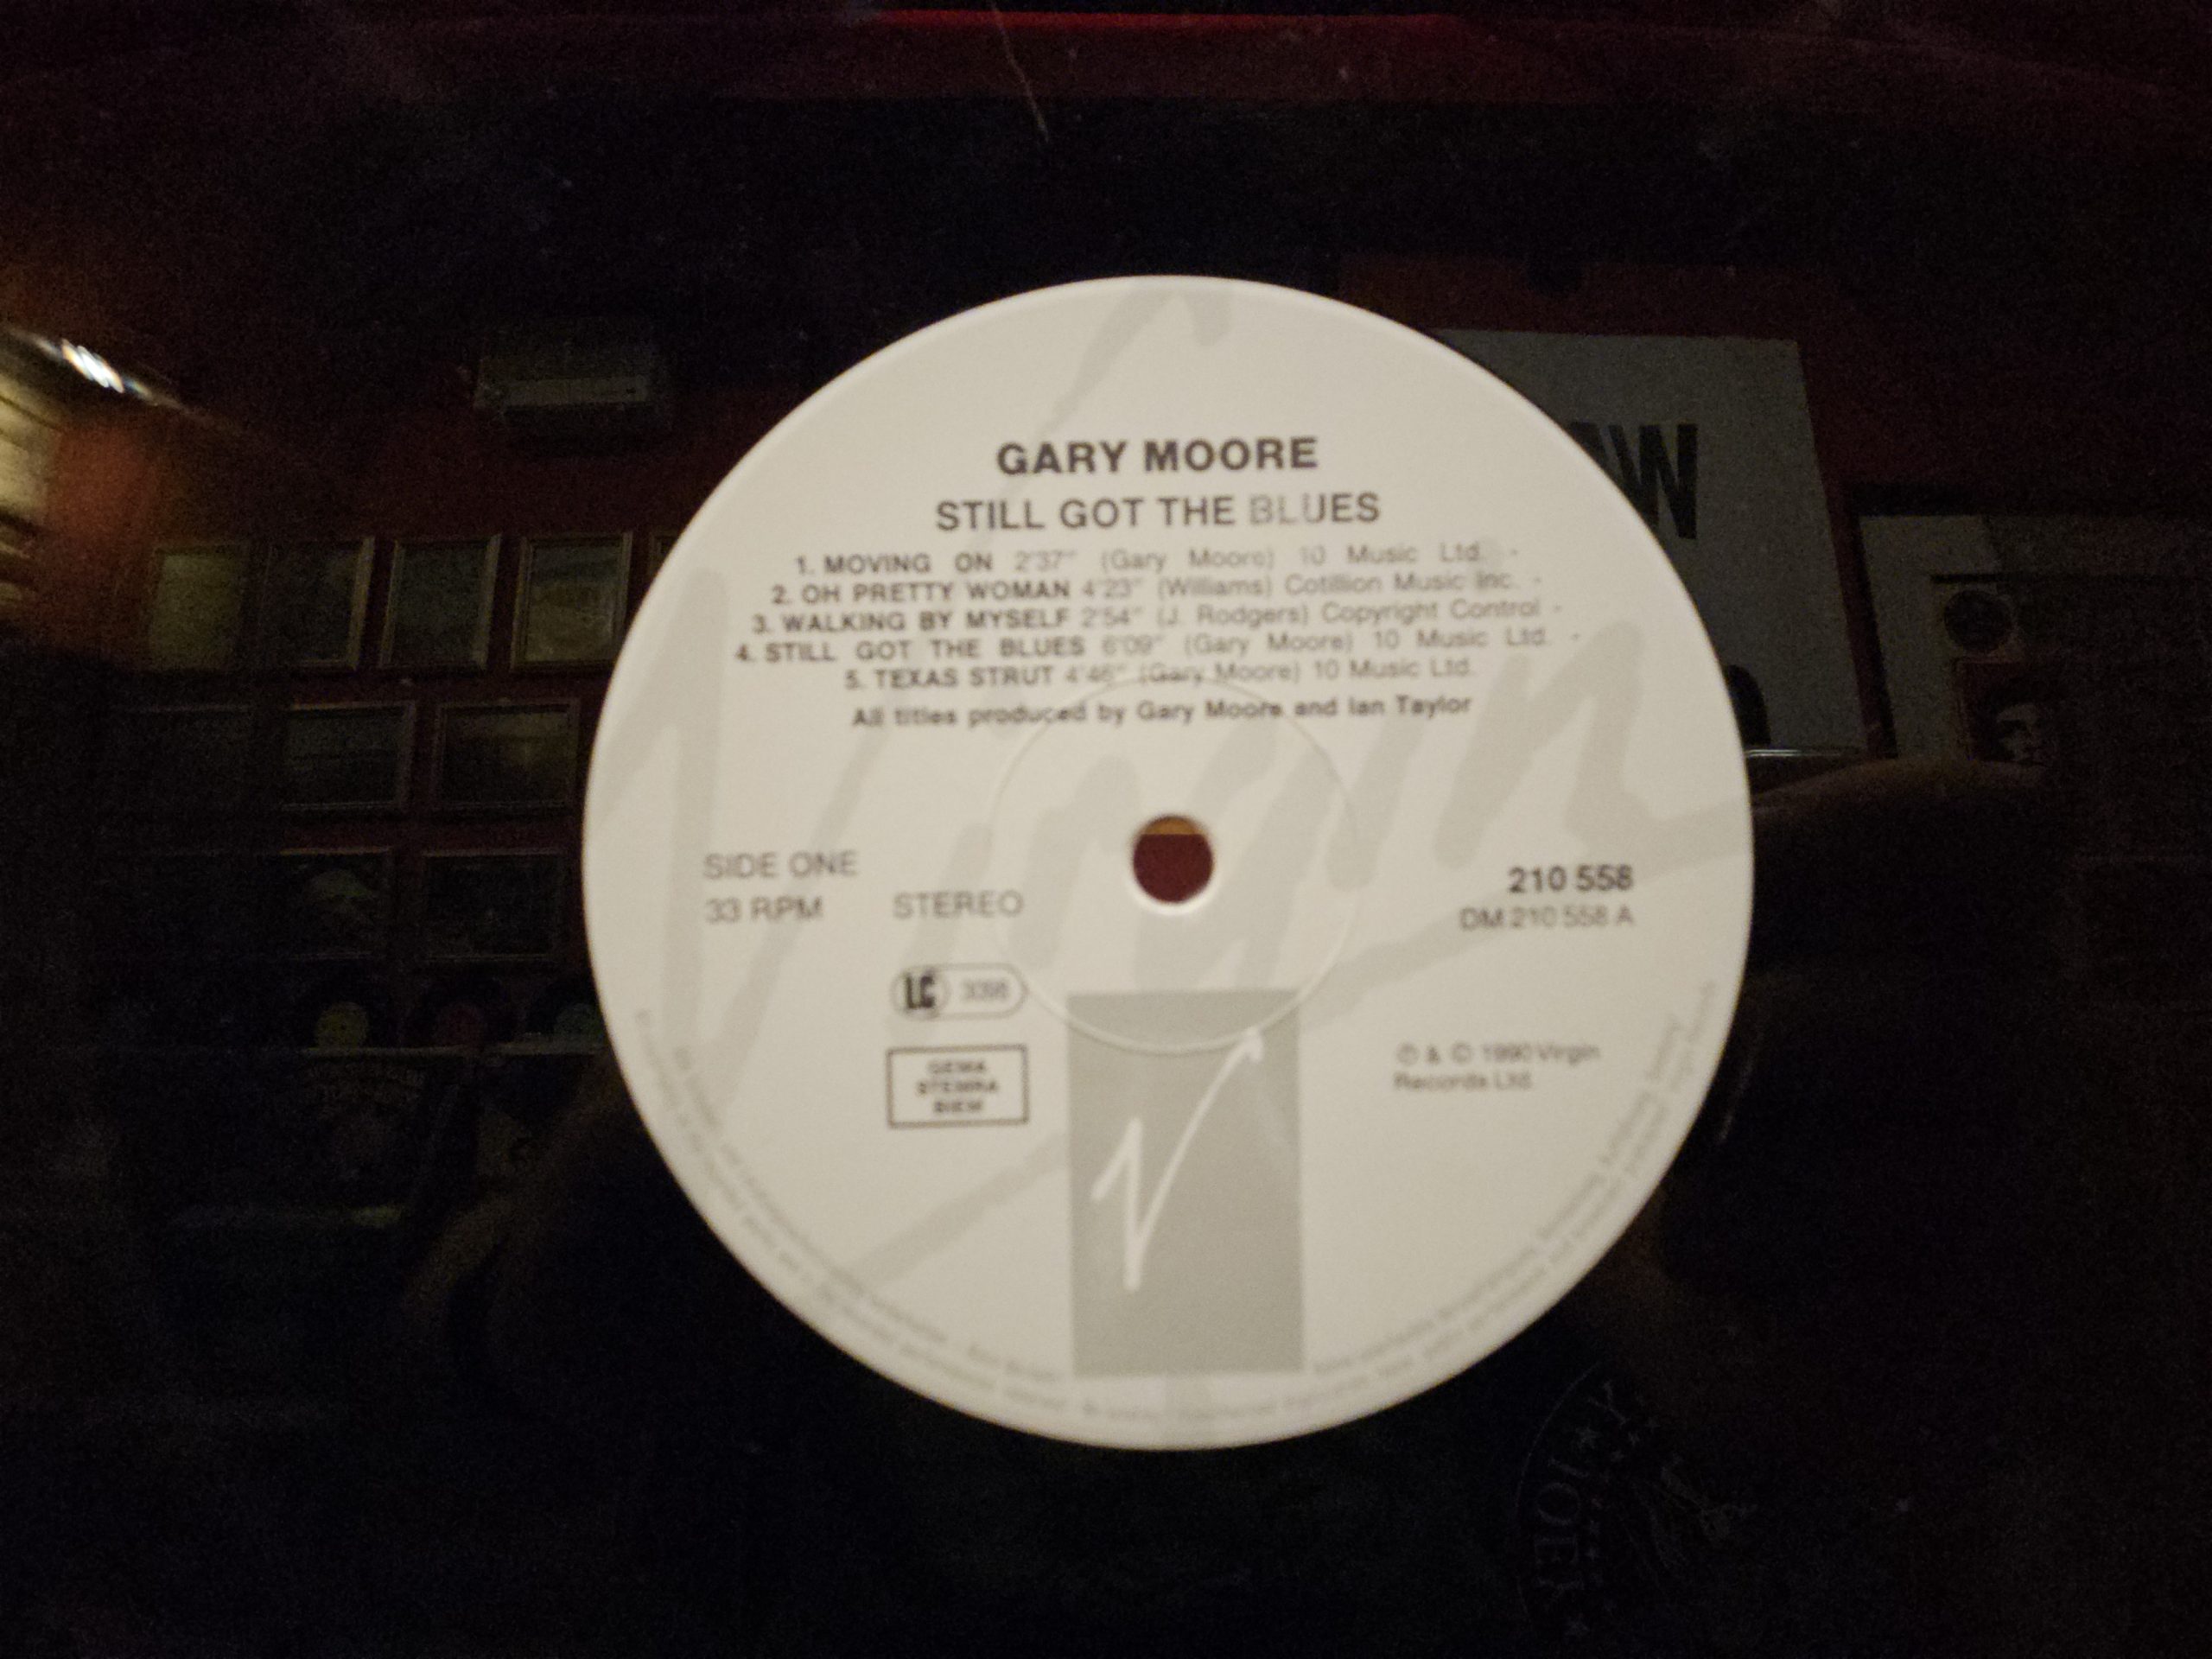 GARY MOORE
STILL GOT THE BLUES
1. MOVING ON 2'37" (Gary Moore) 10 Music Ltd. -
2. OH PRETTY WOMAN 4'23" (Williams) Cotillion Music Inc. -
3. WALKING BY MYSELF 2'54" (J. Rodgers) Copyright Control -
4. STILL GOT THE BLUES 6'09" (Gary Moore) 10 Music Ltd. -
5. TEXAS STRUT 4'46" (Gary Moore) 10 Music Ltd.
All titles produced by Gary Moore and Ian Taylor
Virgin
SIDE ONE
33 RPM STEREO
210 558
DM 210 558 A
LC 3098
GEMA
STEMRA
BIEM
℗ & © 1990 Virgin
Records Ltd.